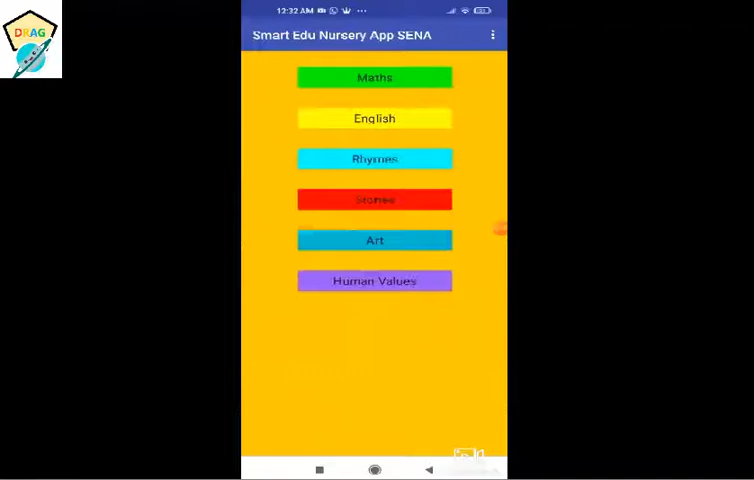 DRAG
12:32 AM
Smart Edu Nursery App SENA
Maths
English
Rhymes
Stories
Art
Human Values